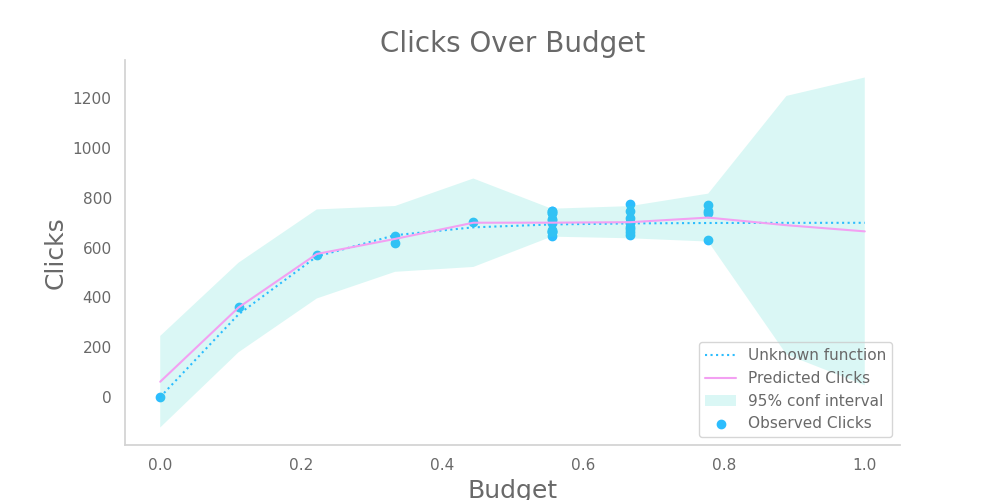 Clicks Over Budget
Clicks
1200
1000
800
600
400
200
0
0.0 0.2 0.4 0.6 0.8 1.0
Budget
Unknown function
Predicted Clicks
95% conf interval
Observed Clicks